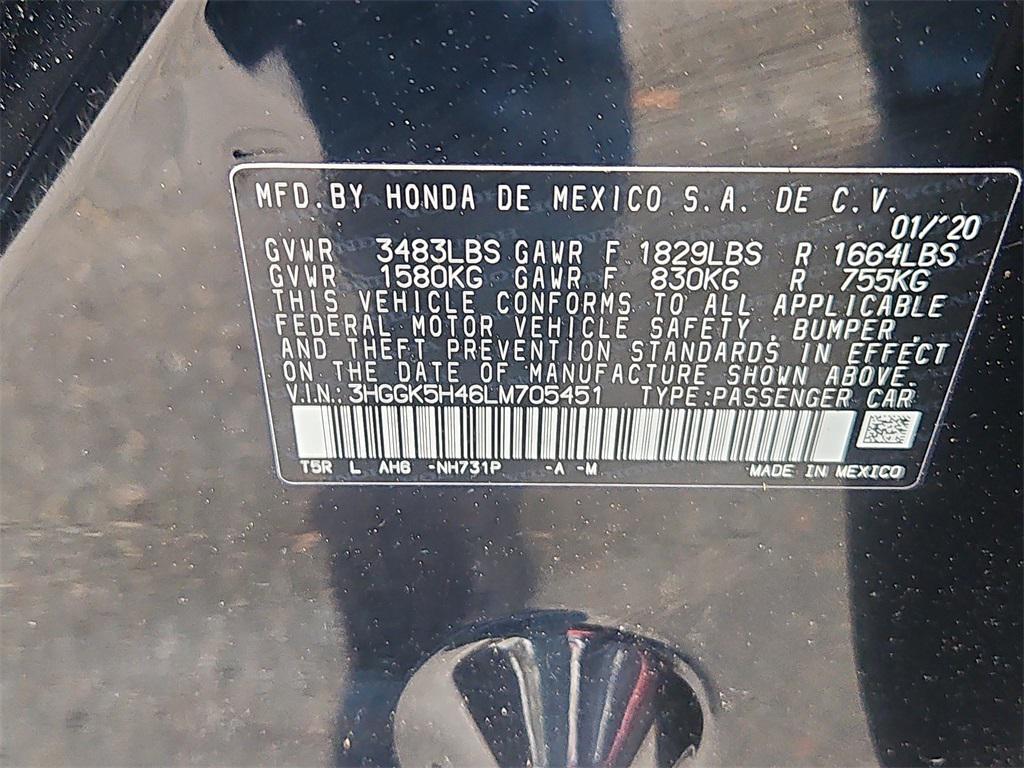 MFD. BY HONDA DE MEXICO S.A. DE C.V.
01/'20
GVWR 3483LBS GAWR F 1829LBS R 1664LBS
GVWR 1580KG GAWR F 830KG R 755KG
THIS VEHICLE CONFORMS TO ALL APPLICABLE
FEDERAL MOTOR VEHICLE SAFETY, BUMPER,
AND THEFT PREVENTION STANDARDS IN EFFECT
ON THE DATE OF MANUFACTURE SHOWN ABOVE.
V.I.N.: 3HGGK5H46LM705451 TYPE:PASSENGER CAR
T5R L AH6 -NH731P -A -M MADE IN MEXICO